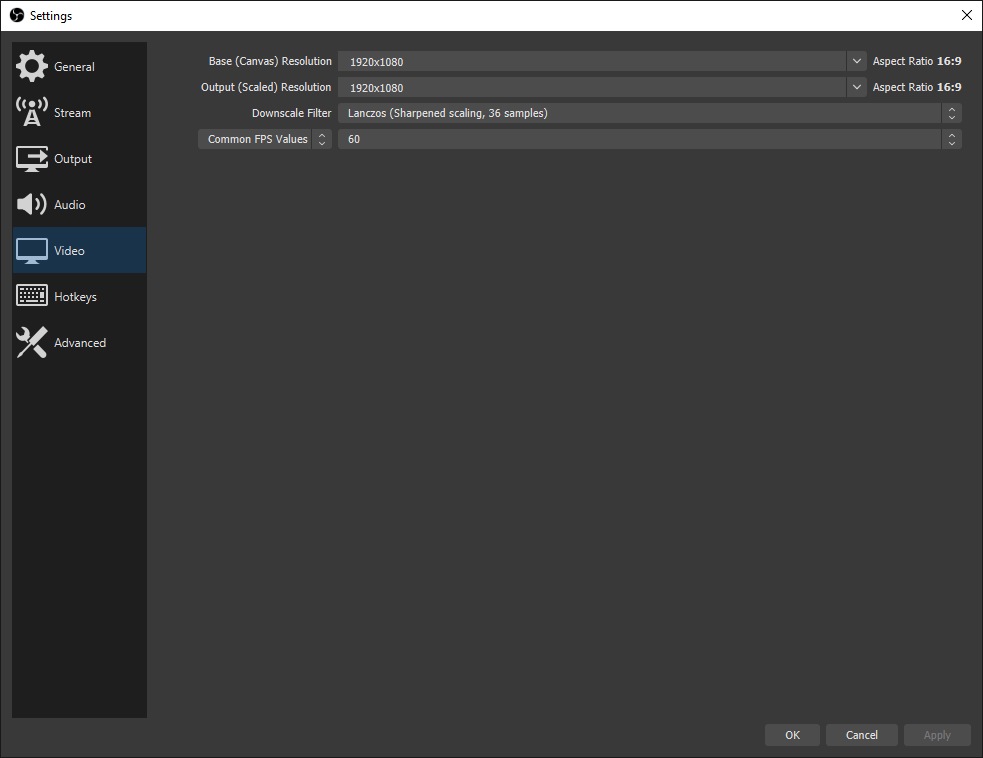 Settings
General
Stream
Output
Audio
Video
Hotkeys
Advanced
Base (Canvas) Resolution 1920x1080 Aspect Ratio 16:9
Output (Scaled) Resolution 1920x1080 Aspect Ratio 16:9
Downscale Filter Lanczos (Sharpened scaling, 36 samples)
Common FPS Values 60
OK Cancel Apply